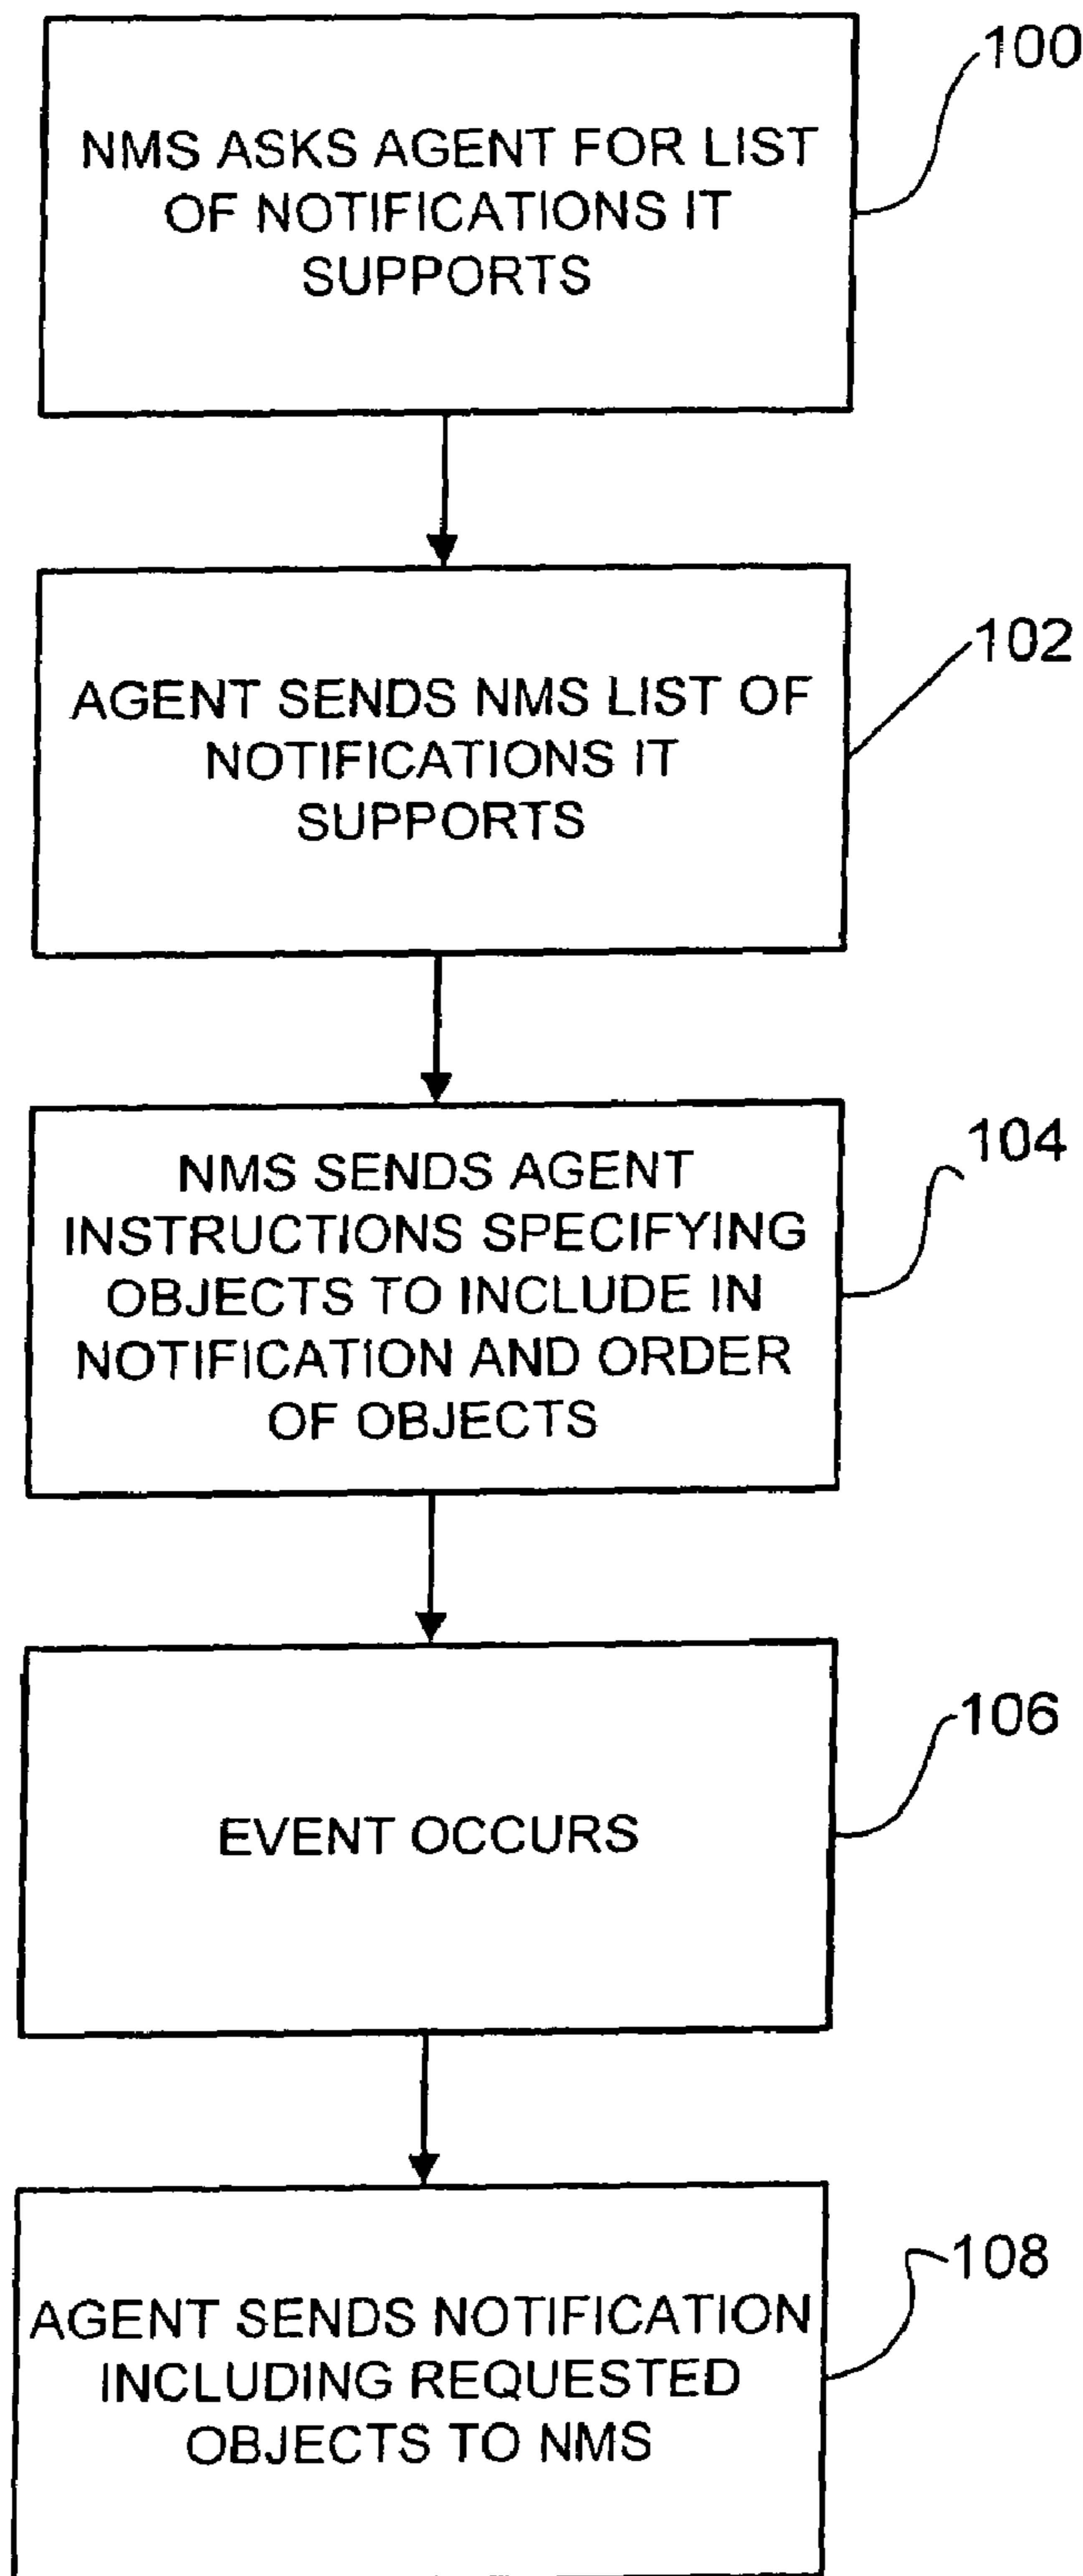 100
NMS ASKS AGENT FOR LIST
OF NOTIFICATIONS IT
SUPPORTS
102
AGENT SENDS NMS LIST OF
NOTIFICATIONS IT
SUPPORTS
104
NMS SENDS AGENT
INSTRUCTIONS SPECIFYING
OBJECTS TO INCLUDE IN
NOTIFICATION AND ORDER
OF OBJECTS
106
EVENT OCCURS
108
AGENT SENDS NOTIFICATION
INCLUDING REQUESTED
OBJECTS TO NMS